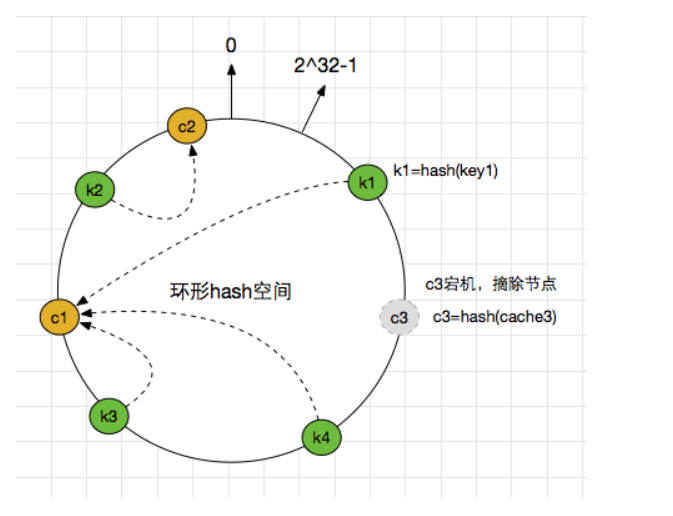 0
2^32-1
c2
k2
k1
k1=hash(key1)
环形hash空间
c3宕机，摘除节点
c1
c3
c3=hash(cache3)
k3
k4